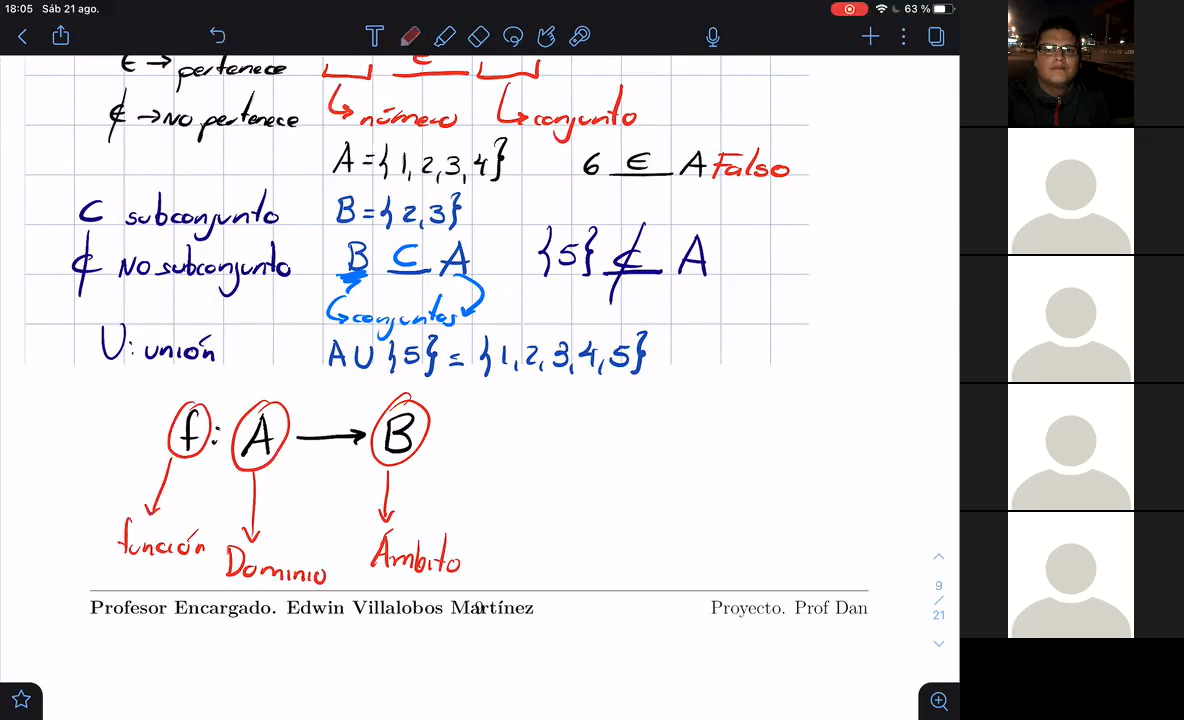 18:05 Sáb 21 ago. 63 %
∈ → pertenece ∈
∉ → No pertenece ↳ número ↳ conjunto
A = {1, 2, 3, 4} 6 ∈ A Falso
⊂ subconjunto B = {2, 3}
⊄ No subconjunto B ⊂ A {5} ⊄ A
↳ conjuntos
U: unión A U {5} = {1, 2, 3, 4, 5}
f: A → B
función Dominio Ámbito
Profesor Encargado. Edwin Villalobos Martínez Proyecto. Prof Dan
9
/
21